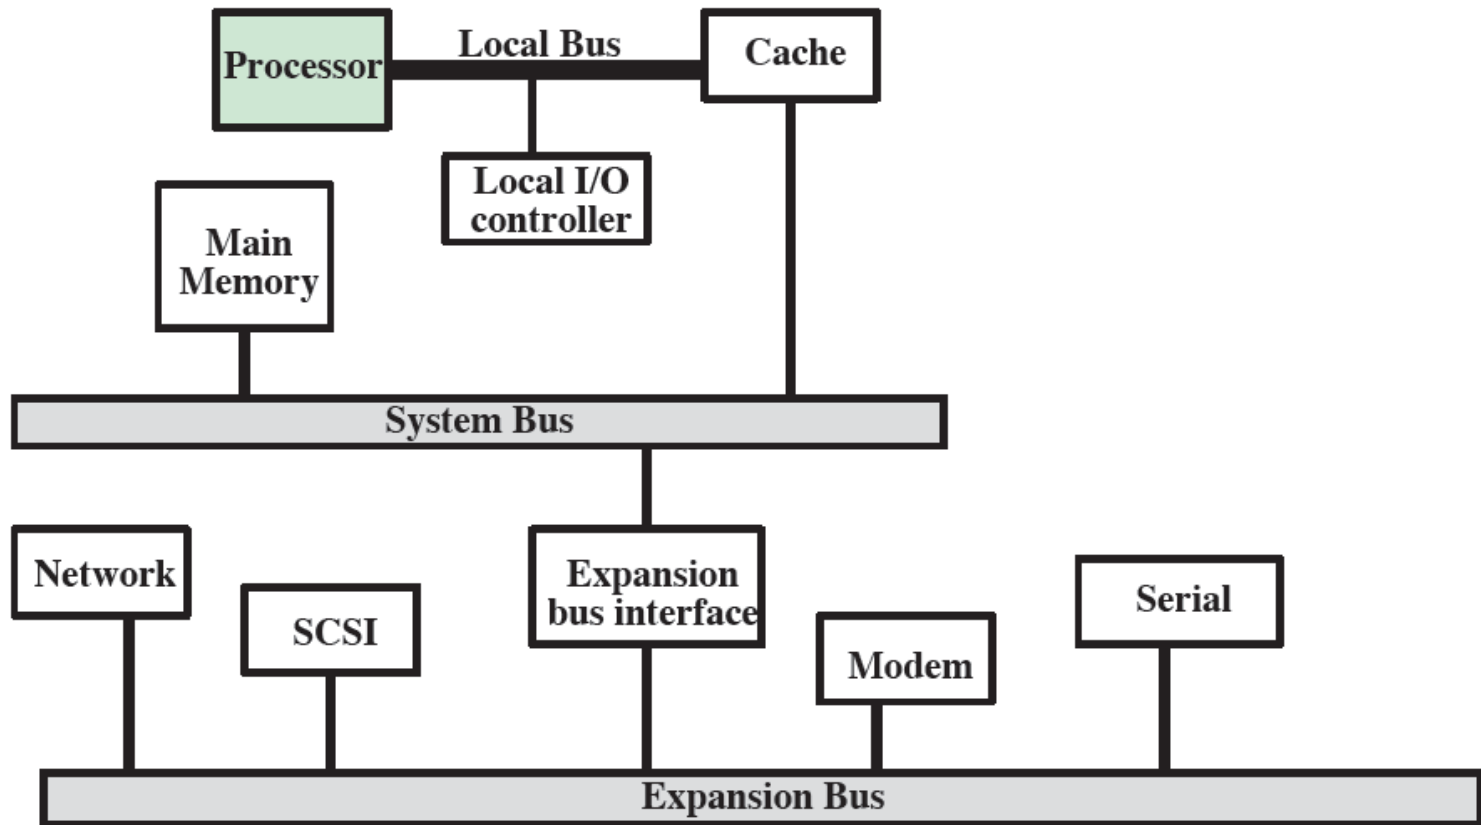 Processor
Local Bus
Cache
Local I/O
controller
Main
Memory
System Bus
Network
SCSI
Expansion
bus interface
Modem
Serial
Expansion Bus